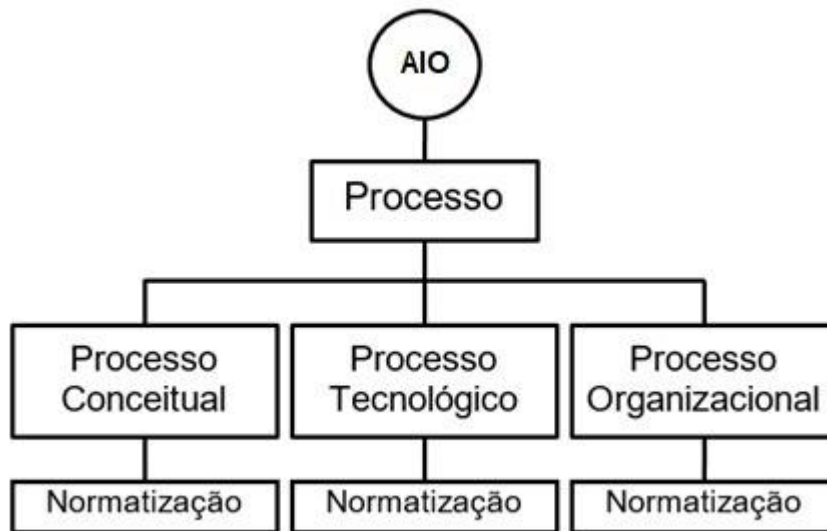 AIO
Processo
Processo
Conceitual
Processo
Tecnológico
Processo
Organizacional
Normatização
Normatização
Normatização